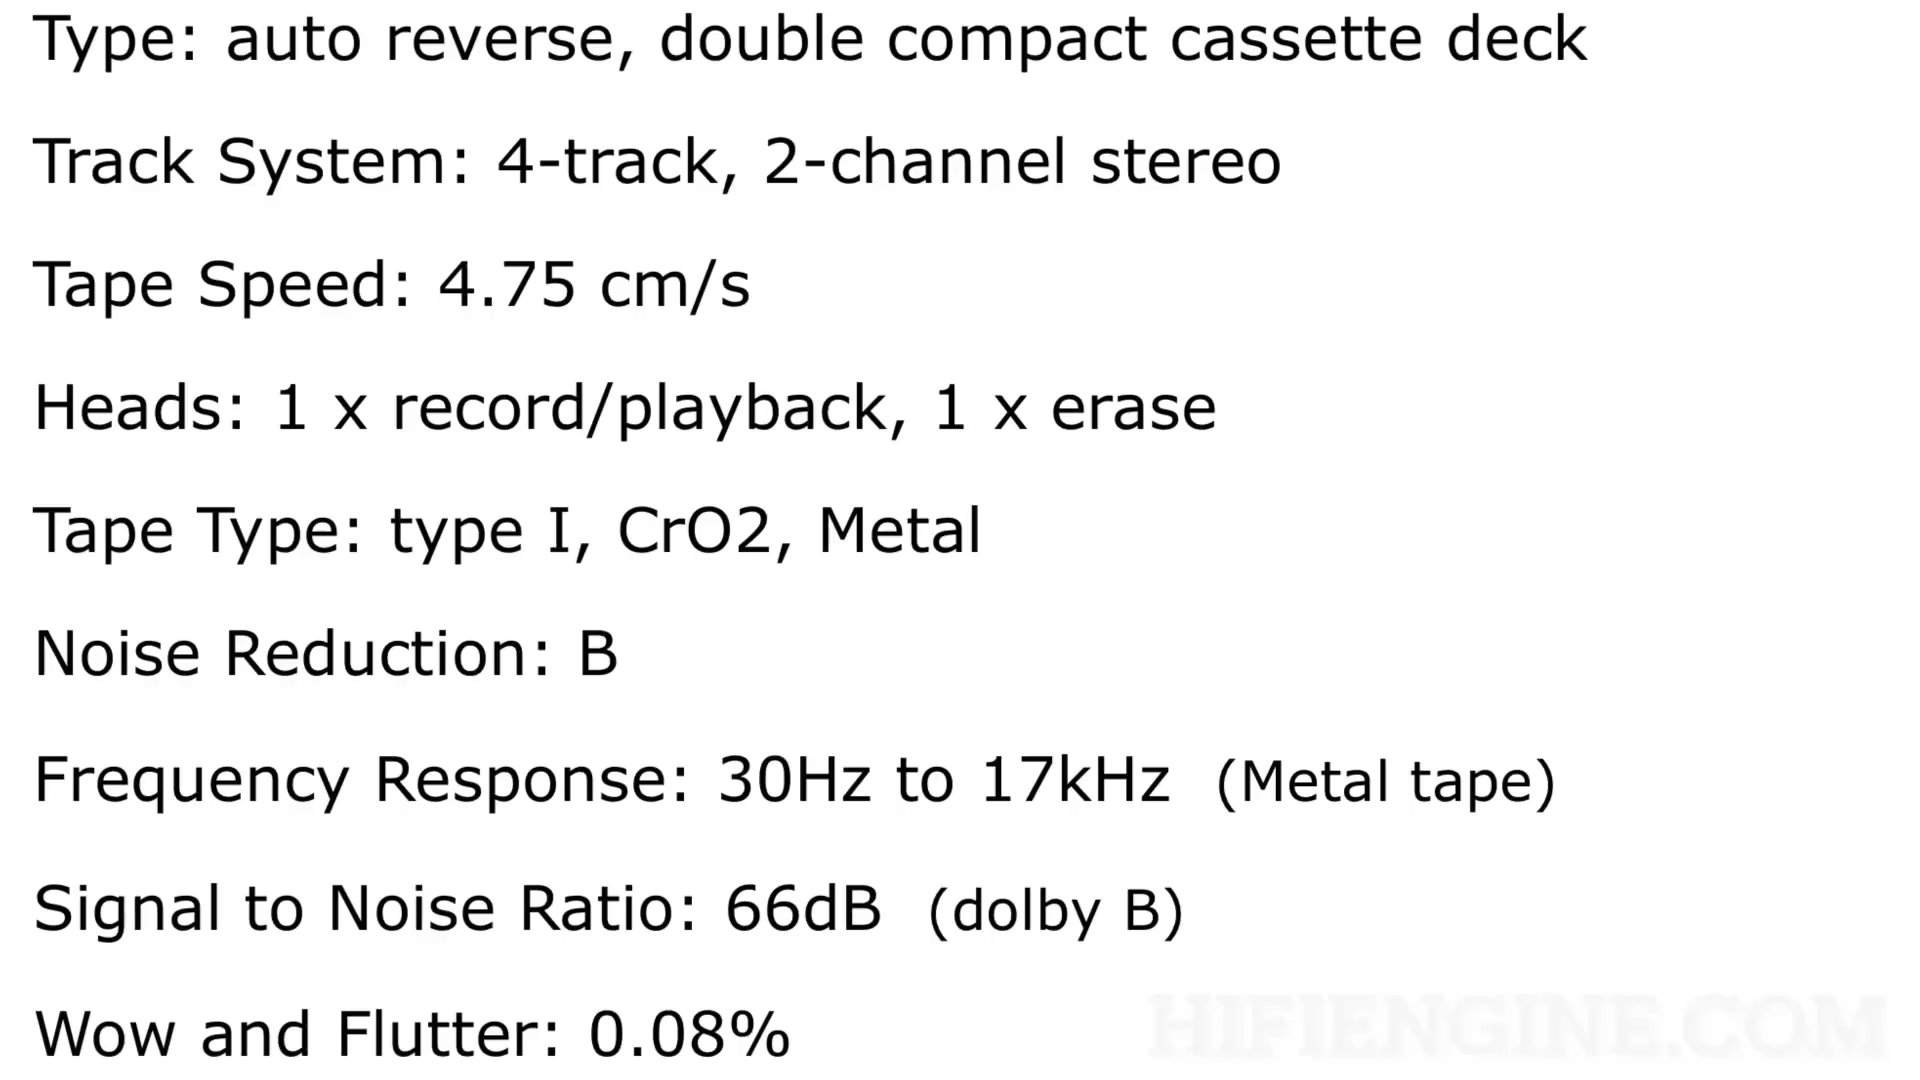 Type: auto reverse, double compact cassette deck
Track System: 4-track, 2-channel stereo
Tape Speed: 4.75 cm/s
Heads: 1 x record/playback, 1 x erase
Tape Type: type I, CrO2, Metal
Noise Reduction: B
Frequency Response: 30Hz to 17kHz (Metal tape)
Signal to Noise Ratio: 66dB (dolby B)
Wow and Flutter: 0.08%
HIFIENGINE.COM